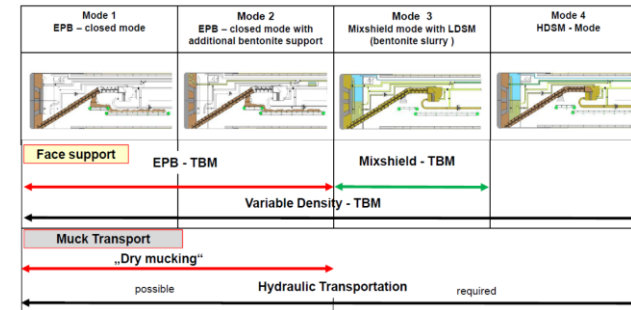 Mode 1
EPB – closed mode
Mode 2
EPB – closed mode with
additional bentonite support
Mode 3
Mixshield mode with LDSM
(bentonite slurry )
Mode 4
HDSM - Mode
Face support
EPB - TBM
Mixshield - TBM
Variable Density - TBM
Muck Transport
„Dry mucking“
possible
Hydraulic Transportation
required